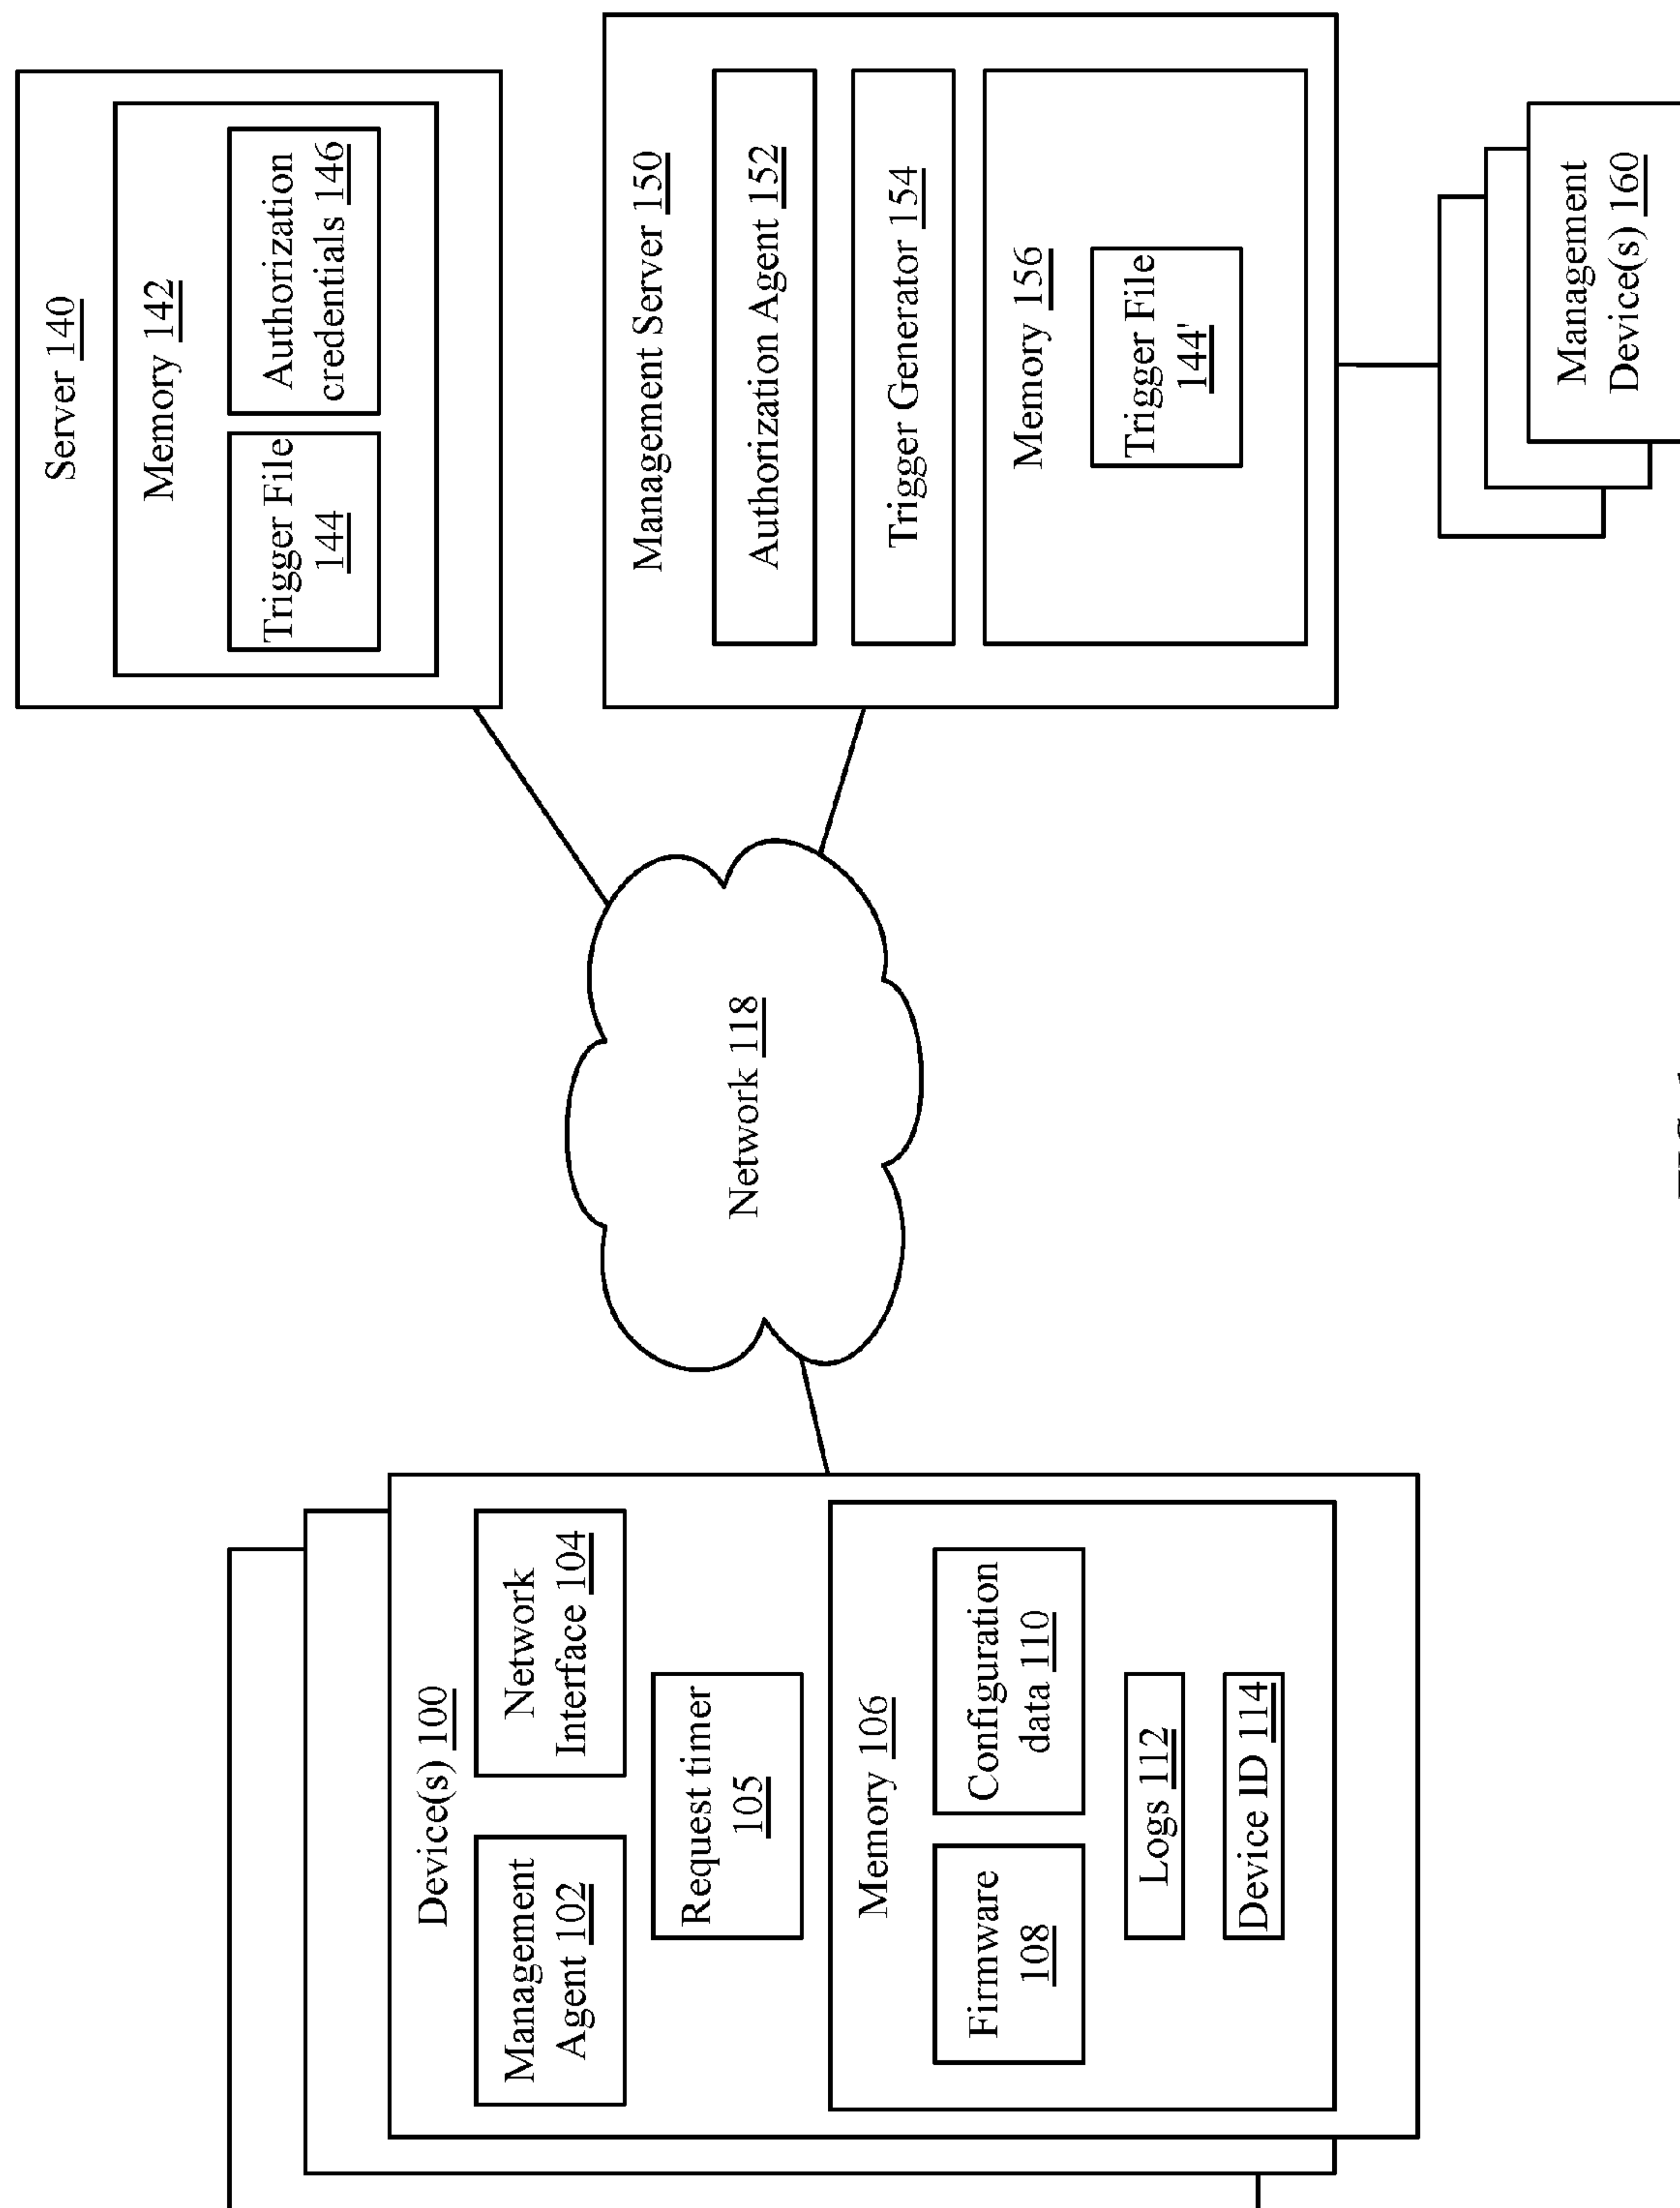 Device(s) 100
Management
Agent 102
Network
Interface 104
Request timer
105
Memory 106
Firmware
108
Configuration
data 110
Logs 112
Device ID 114
Network 118
Server 140
Memory 142
Trigger File
144
Authorization
credentials 146
Management Server 150
Authorization Agent 152
Trigger Generator 154
Memory 156
Trigger File
144'
Management
Device(s) 160